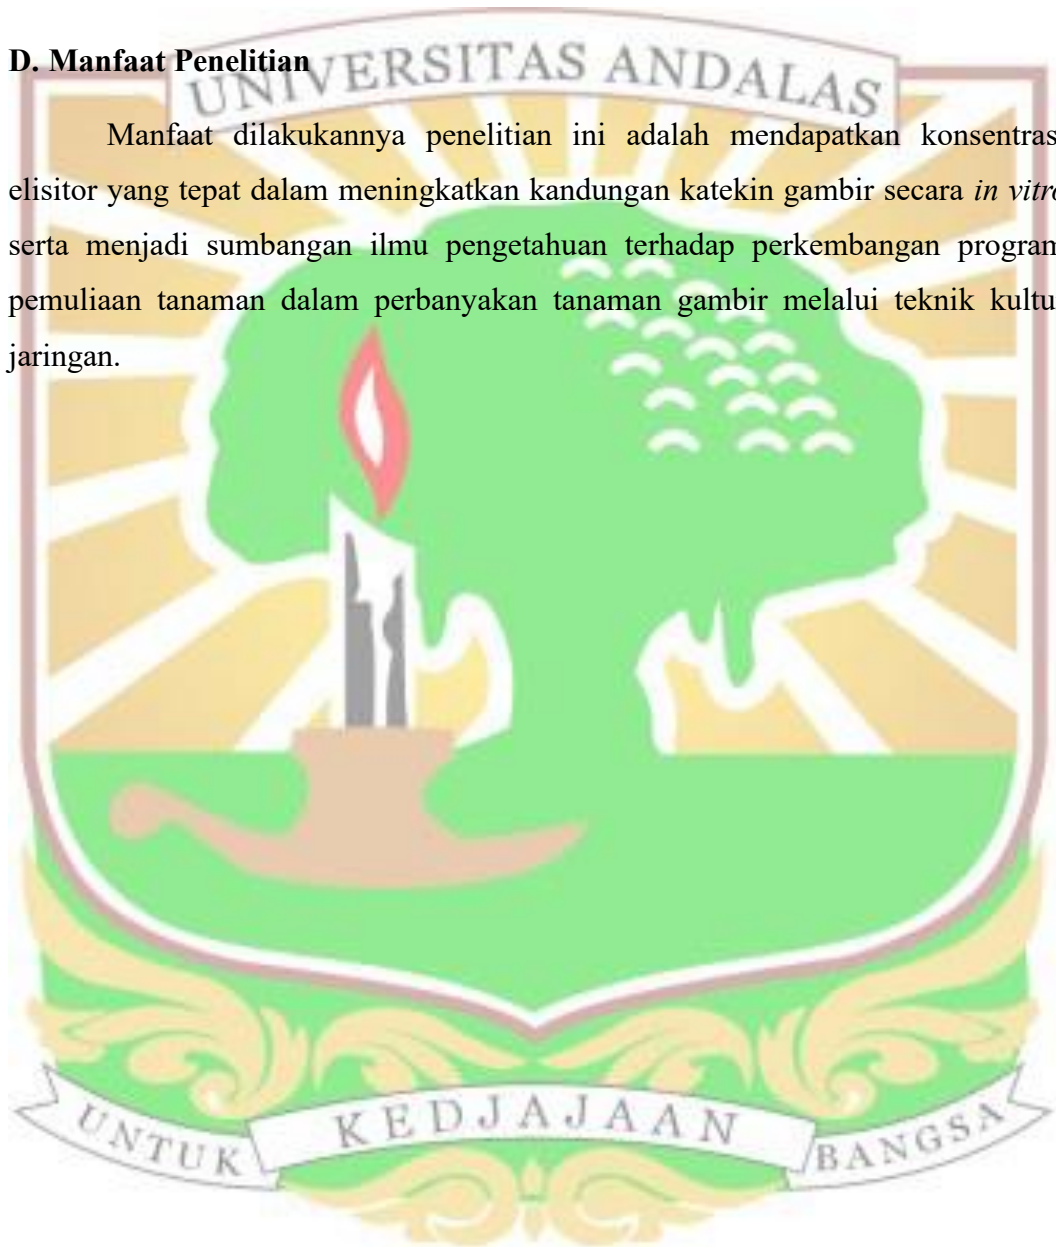 D. Manfaat Penelitian
UNIVERSITAS ANDALAS
Manfaat dilakukannya penelitian ini adalah mendapatkan konsentras
elisitor yang tepat dalam meningkatkan kandungan katekin gambir secara in vitro
serta menjadi sumbangan ilmu pengetahuan terhadap perkembangan program
pemuliaan tanaman dalam perbanyakan tanaman gambir melalui teknik kultu
jaringan.
UNTUK KEDJAJAAN BANGSA